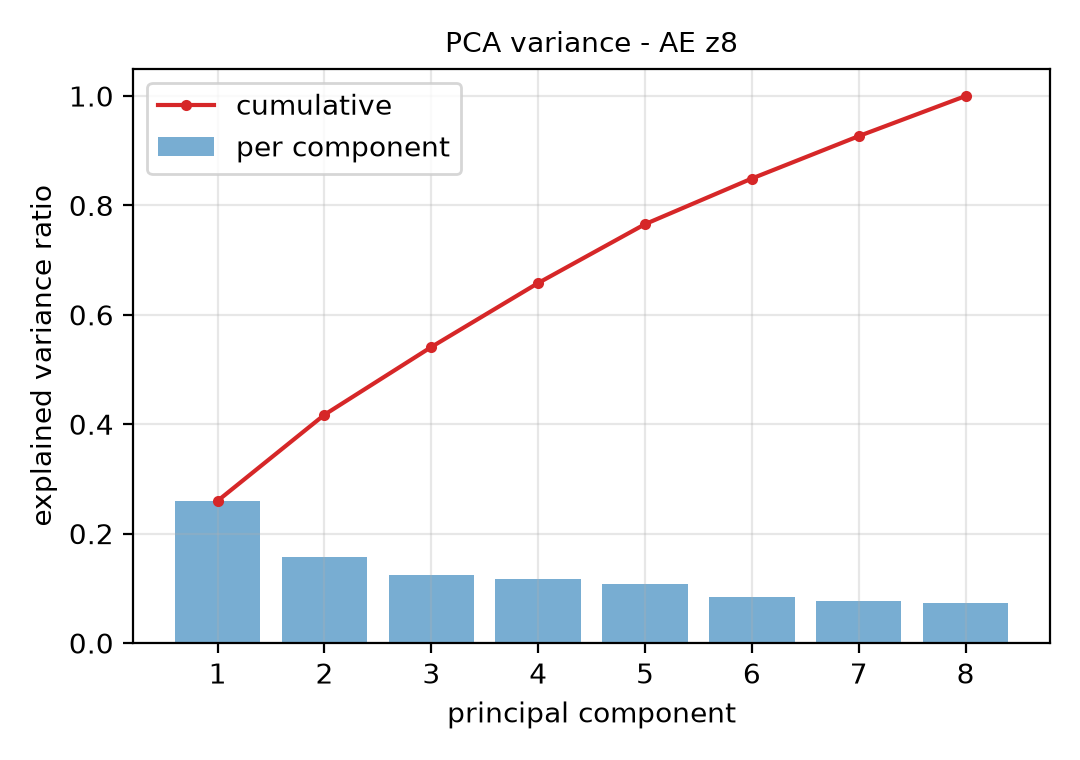 PCA variance - AE z8
cumulative
per component
explained variance ratio
1.0
0.8
0.6
0.4
0.2
0.0
1 2 3 4 5 6 7 8
principal component